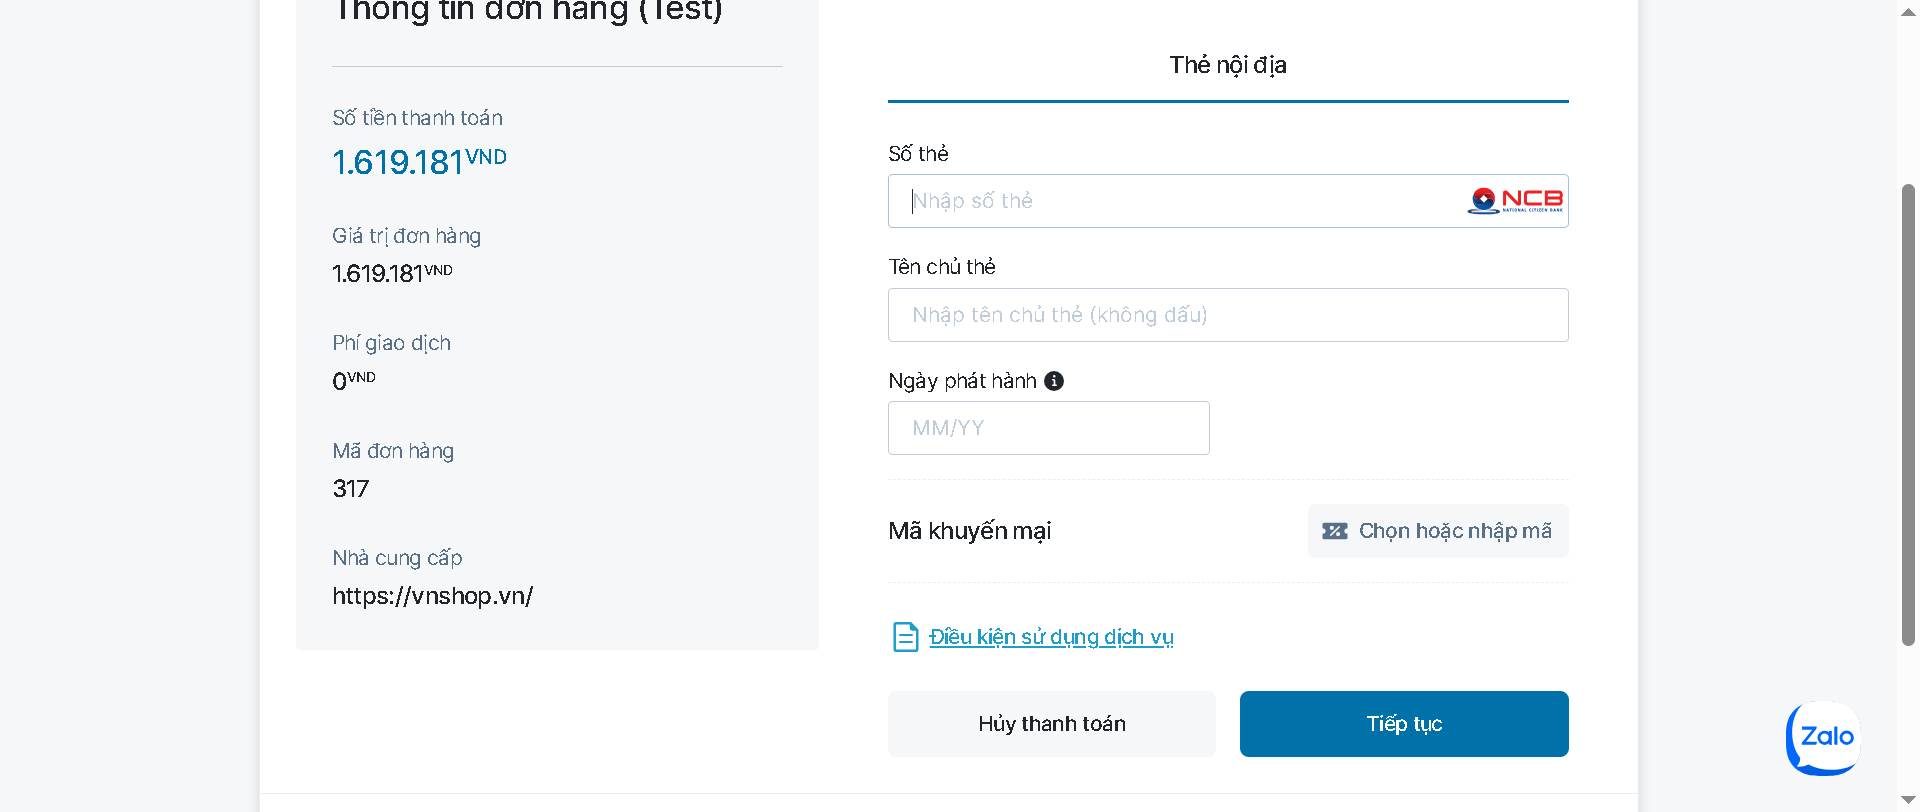 Thông tin đơn hàng (Test)
Số tiền thanh toán
1.619.181VND
Giá trị đơn hàng
1.619.181VND
Phí giao dịch
0VND
Mã đơn hàng
317
Nhà cung cấp
https://vnshop.vn/
Thẻ nội địa
Số thẻ
Nhập số thẻ
NCB
NATIONAL CITIZEN BANK
Tên chủ thẻ
Nhập tên chủ thẻ (không dấu)
Ngày phát hành
MM/YY
Mã khuyến mại
Chọn hoặc nhập mã
Điều kiện sử dụng dịch vụ
Hủy thanh toán
Tiếp tục
Zalo